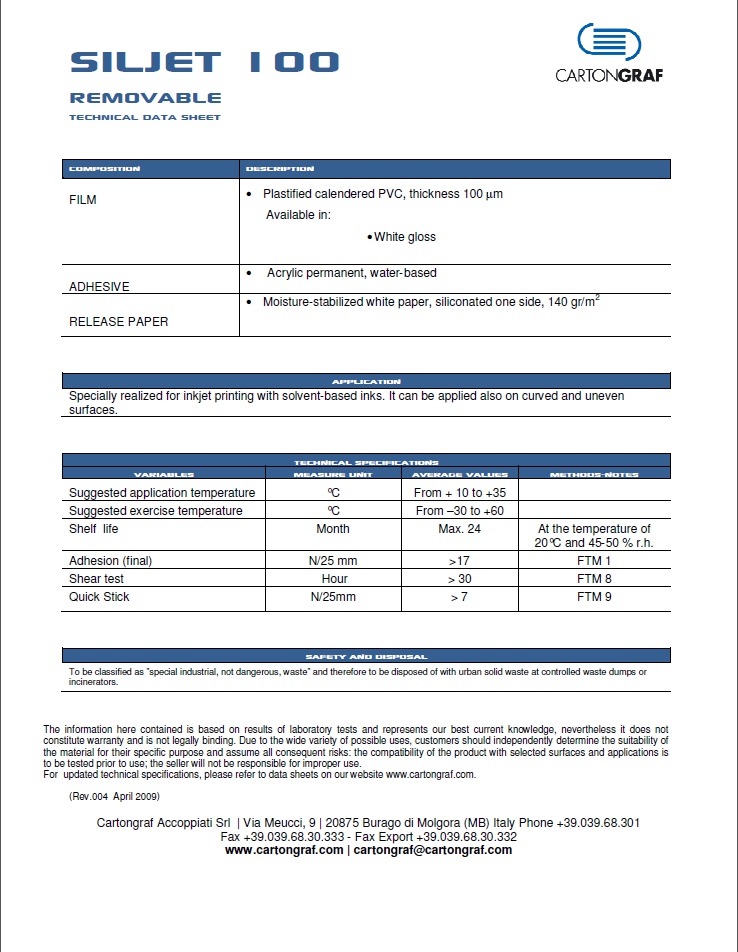 SILJET 100
CARTONGRAF
REMOVABLE
TECHNICAL DATA SHEET
COMPOSITION DESCRIPTION
FILM
• Plastified calendered PVC, thickness 100 µm
Available in:
• White gloss
• Acrylic permanent, water-based
ADHESIVE
• Moisture-stabilized white paper, siliconated one side, 140 gr/m²
RELEASE PAPER
APPLICATION
Specially realized for inkjet printing with solvent-based inks. It can be applied also on curved and uneven
surfaces.
TECHNICAL SPECIFICATIONS
VARIABLES MEASURE UNIT AVERAGE VALUES METHODS-NOTES
Suggested application temperature ºC From + 10 to +35
Suggested exercise temperature ºC From –30 to +60
Shelf life Month Max. 24 At the temperature of
20ºC and 45-50 % r.h.
Adhesion (final) N/25 mm >17 FTM 1
Shear test Hour > 30 FTM 8
Quick Stick N/25mm > 7 FTM 9
SAFETY AND DISPOSAL
To be classified as "special industrial, not dangerous, waste" and therefore to be disposed of with urban solid waste at controlled waste dumps or
incinerators.
The information here contained is based on results of laboratory tests and represents our best current knowledge, nevertheless it does not
constitute warranty and is not legally binding. Due to the wide variety of possible uses, customers should independently determine the suitability of
the material for their specific purpose and assume all consequent risks: the compatibility of the product with selected surfaces and applications is
to be tested prior to use; the seller will not be responsible for improper use.
For updated technical specifications, please refer to data sheets on our website www.cartongraf.com.
(Rev.004 April 2009)
Cartongraf Accoppiati Srl | Via Meucci, 9 | 20875 Burago di Molgora (MB) Italy Phone +39.039.68.301
Fax +39.039.68.30.333 - Fax Export +39.039.68.30.332
www.cartongraf.com | cartongraf@cartongraf.com